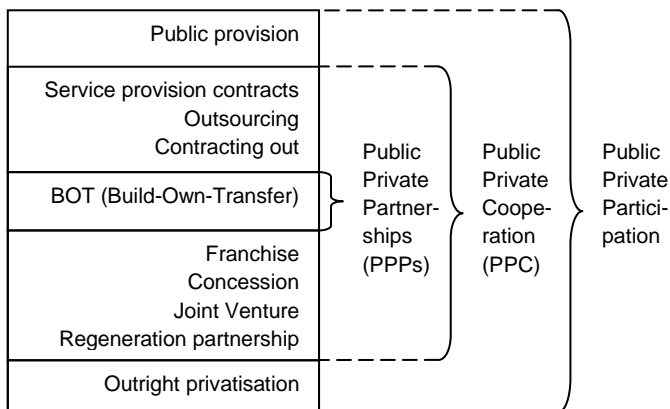 Public provision
Service provision contracts
Outsourcing
Contracting out
BOT (Build-Own-Transfer)
Franchise
Concession
Joint Venture
Regeneration partnership
Outright privatisation
Public
Private
Partner-
ships
(PPPs)
Public
Private
Coope-
ration
(PPC)
Public
Private
Partici-
pation